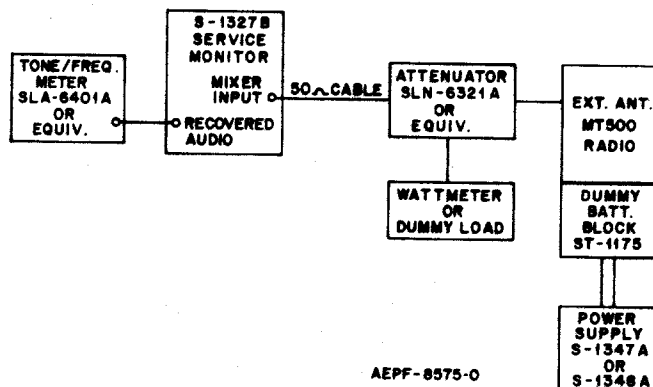 TONE/FREQ.
METER
SLA-6401A
OR
EQUIV.
S-1327B
SERVICE
MONITOR
MIXER
INPUT
RECOVERED
AUDIO
50~CABLE
ATTENUATOR
SLN-6321A
OR
EQUIV.
WATTMETER
OR
DUMMY LOAD
EXT. ANT.
MT500
RADIO
DUMMY
BATT.
BLOCK
ST-1175
POWER
SUPPLY
S-1347A
OR
S-1348A
AEPF-8575-O